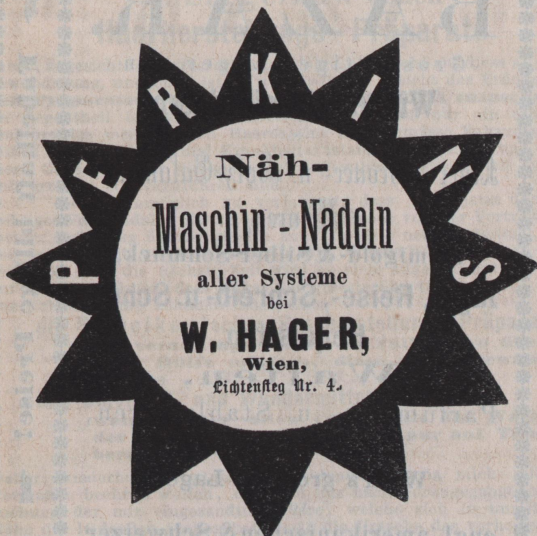 PERKINS
Näh-
Maschin - Nadeln
aller Systeme
bei
W. HAGER,
Wien,
Lichtensteg Nr. 4.